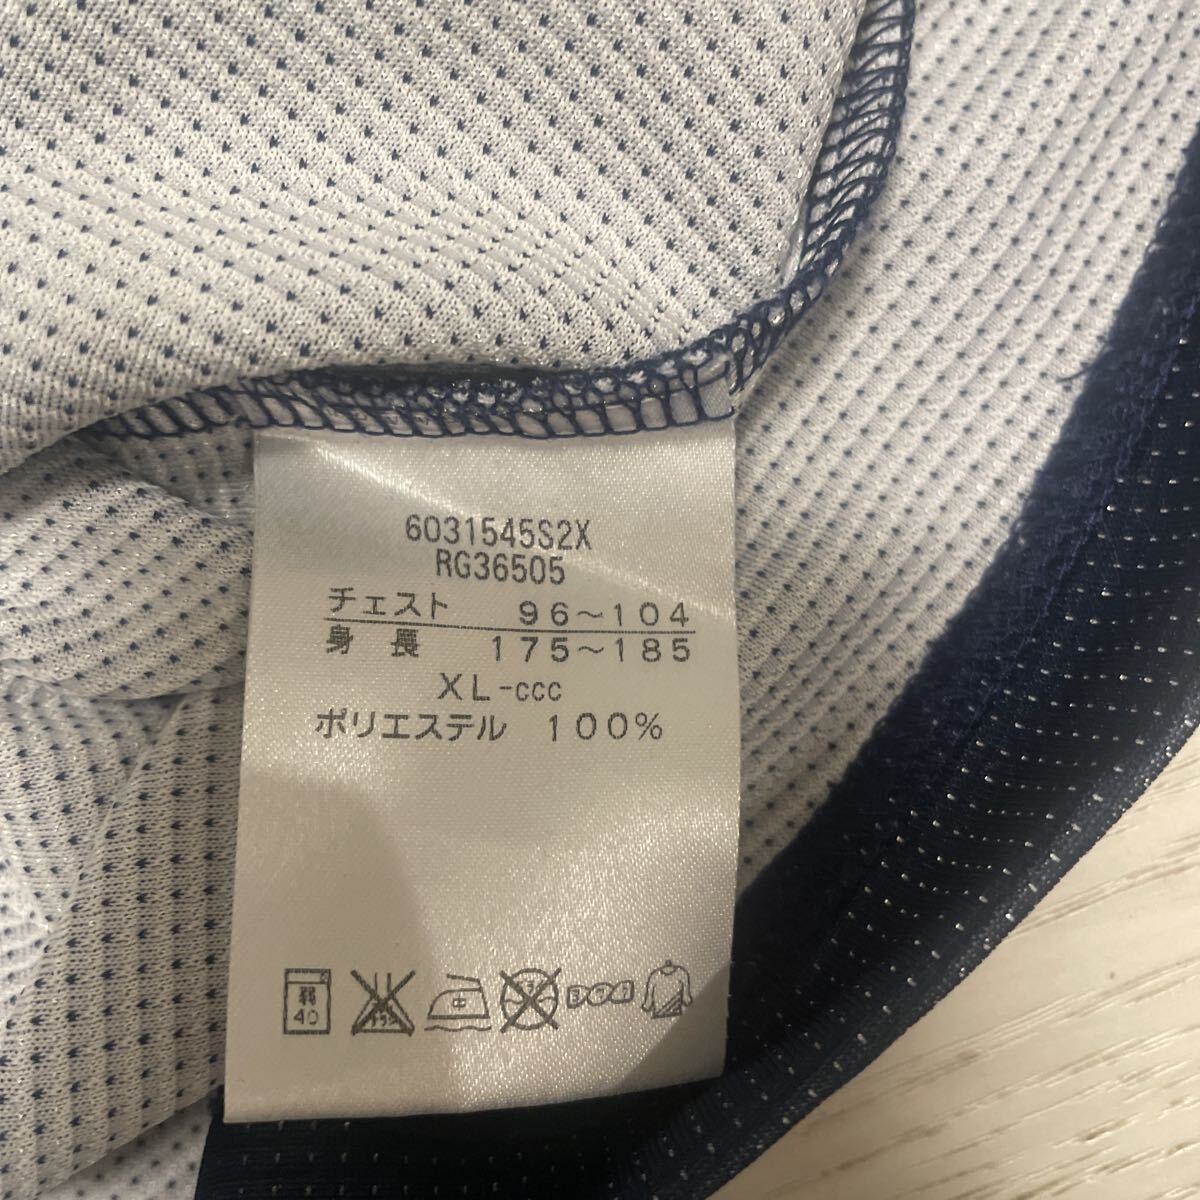 6031545S2X
RG36505
チェスト 96～104
身長 175～185
XL-ccc
ポリエステル 100%
弱
40
中